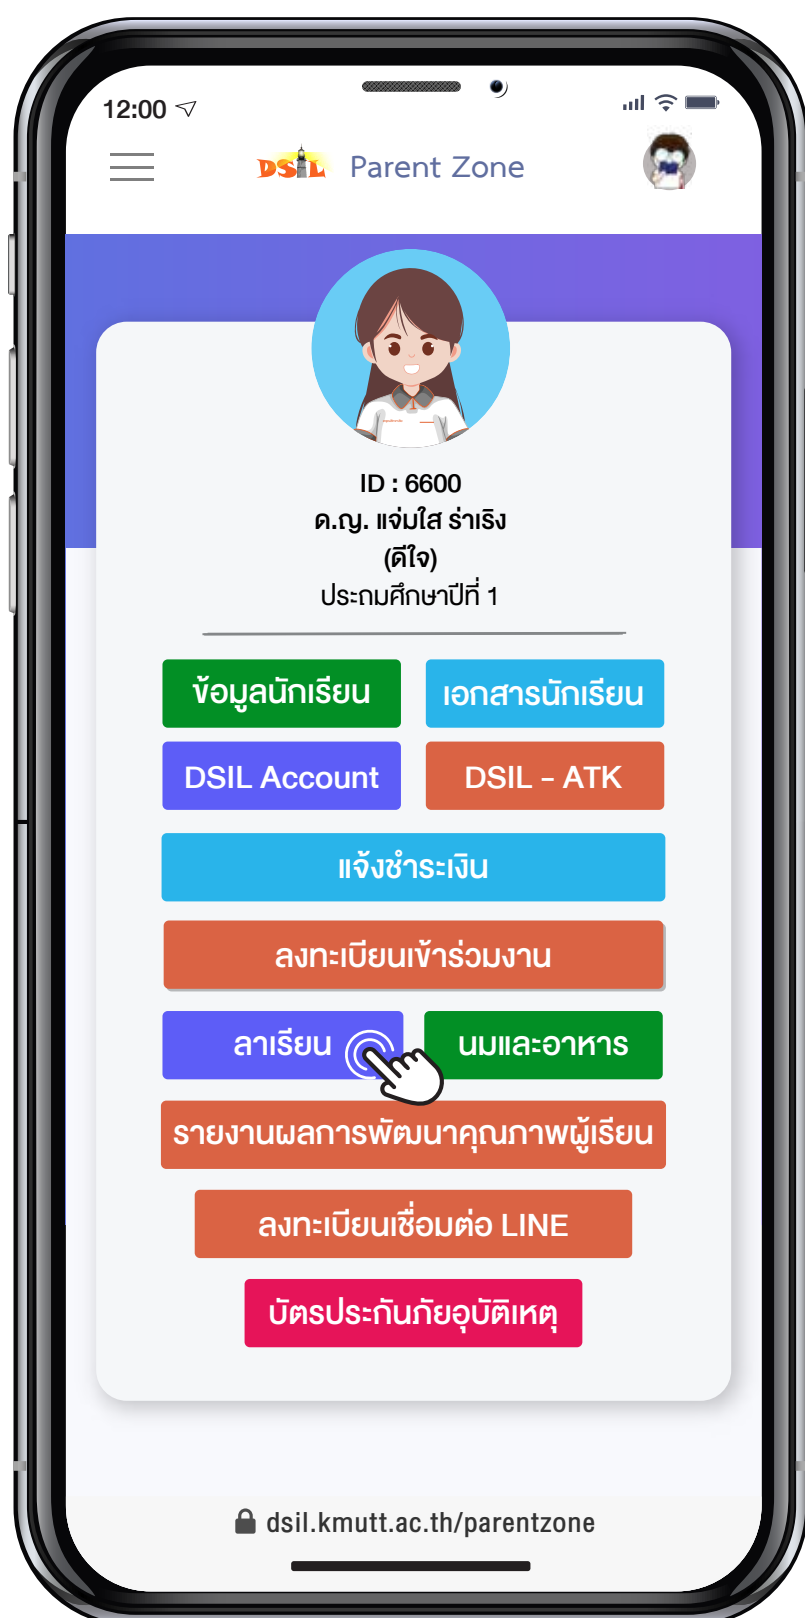 12:00
DSIL Parent Zone
ID : 6600
ด.ญ. แจ่มใส ร่าเริง
(ดีใจ)
ประถมศึกษาปีที่ 1
ข้อมูลนักเรียน เอกสารนักเรียน
DSIL Account DSIL - ATK
แจ้งชำระเงิน
ลงทะเบียนเข้าร่วมงาน
ลาเรียน นมและอาหาร
รายงานผลการพัฒนาคุณภาพผู้เรียน
ลงทะเบียนเชื่อมต่อ LINE
บัตรประกันภัยอุบัติเหตุ
dsil.kmutt.ac.th/parentzone